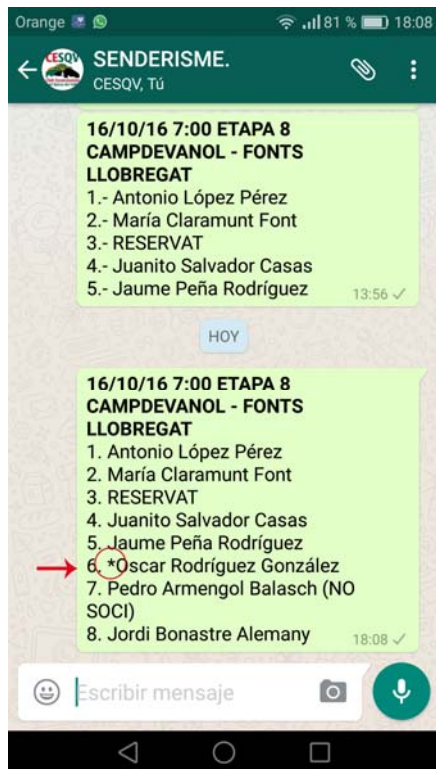 Orange 81 % 18:08
CESQV
SENDERISME.
CESQV, Tú
16/10/16 7:00 ETAPA 8
CAMPDEVANOL - FONTS
LLOBREGAT
1.- Antonio López Pérez
2.- María Claramunt Font
3.- RESERVAT
4.- Juanito Salvador Casas
5.- Jaume Peña Rodríguez
13:56
HOY
16/10/16 7:00 ETAPA 8
CAMPDEVANOL - FONTS
LLOBREGAT
1. Antonio López Pérez
2. María Claramunt Font
3. RESERVAT
4. Juanito Salvador Casas
5. Jaume Peña Rodríguez
6. *Oscar Rodríguez González
7. Pedro Armengol Balasch (NO
SOCI)
8. Jordi Bonastre Alemany
18:08
Escribir mensaje